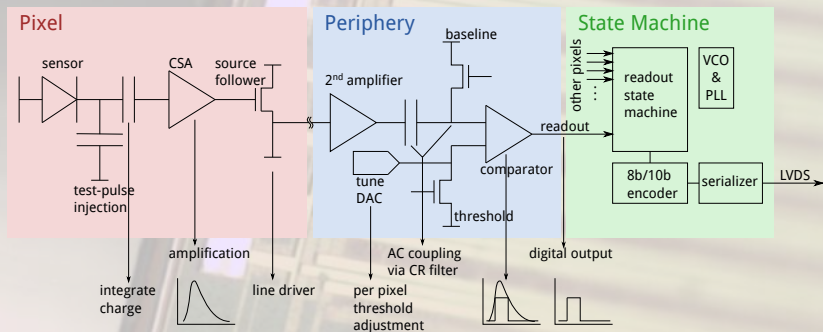 Pixel
Periphery
State Machine
sensor
CSA
source
follower
test-pulse
injection
2nd amplifier
baseline
tune
DAC
threshold
comparator
readout
other pixels
...
readout
state
machine
VCO
&
PLL
8b/10b
encoder
serializer
LVDS
amplification
integrate
charge
line driver
per pixel
threshold
adjustment
AC coupling
via CR filter
digital output